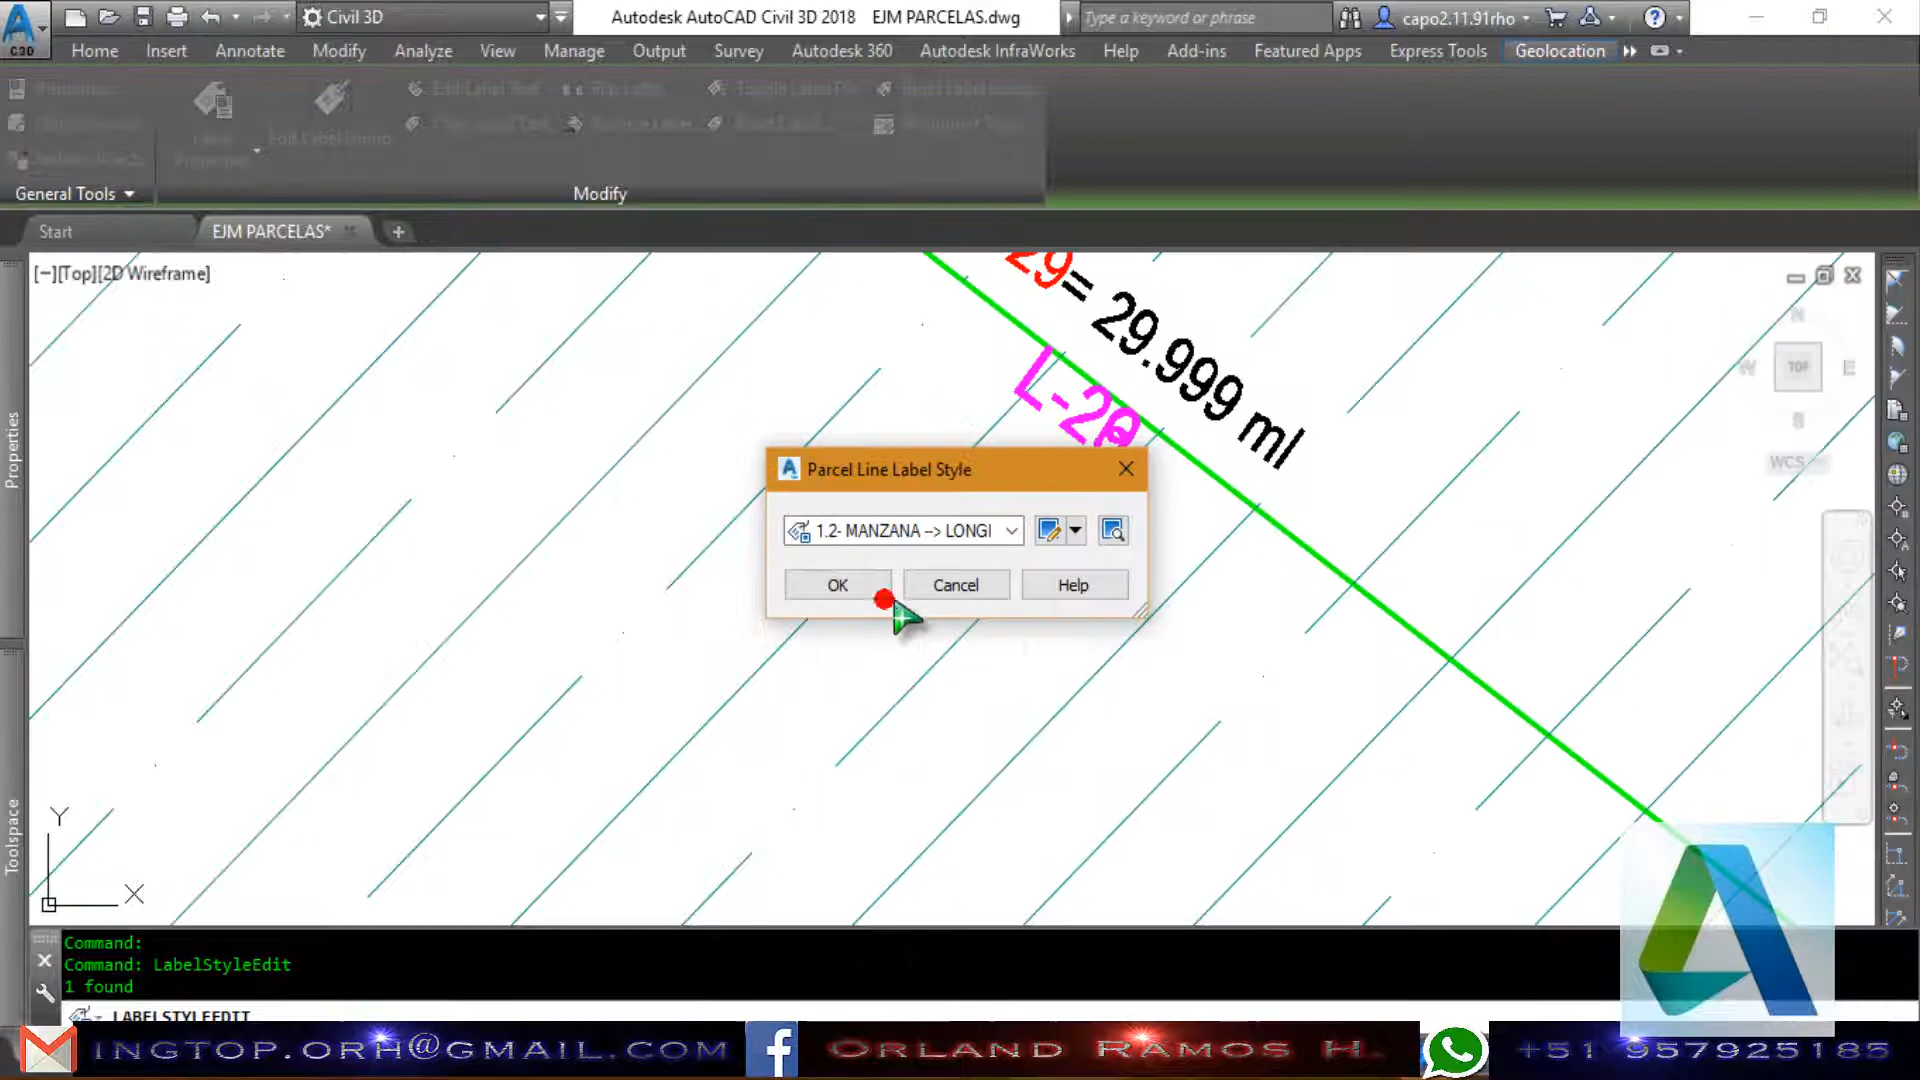 C3D
Civil 3D
Autodesk AutoCAD Civil 3D 2018 EJM PARCELAS.dwg
Type a keyword or phrase
capo2.11.91rho
Home Insert Annotate Modify Analyze View Manage Output Survey Autodesk 360 Autodesk InfraWorks Help Add-ins Featured Apps Express Tools Geolocation
General Tools
Modify
Start
EJM PARCELAS*
[−][Top][2D Wireframe]
N
W
TOP
E
S
WCS
29= 29.999 ml
L-29
Properties
Toolspace
Parcel Line Label Style
1.2- MANZANA --> LONGI
OK
Cancel
Help
Y
X
Command:
Command: LabelStyleEdit
1 found
LABELSTYLEEDIT
INGTOP.ORH@GMAIL.COM
ORLAND RAMOS H.
+51 957925185